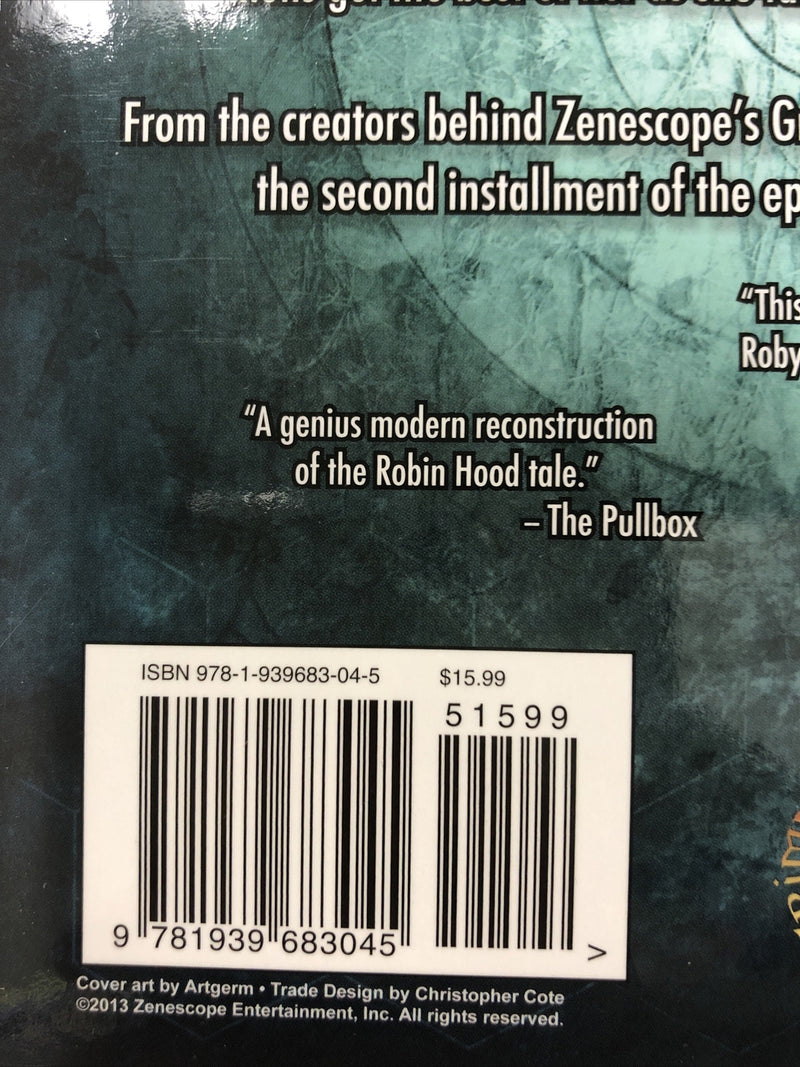 From the creators behind Zenescope's
the second installment of the
"This
"A genius modern reconstruction
of the Robin Hood tale."
– The Pullbox
ISBN 978-1-939683-04-5 $15.99
51599
9 781939 683045 >
Cover art by Artgerm • Trade Design by Christopher Cote
©2013 Zenescope Entertainment, Inc. All rights reserved.